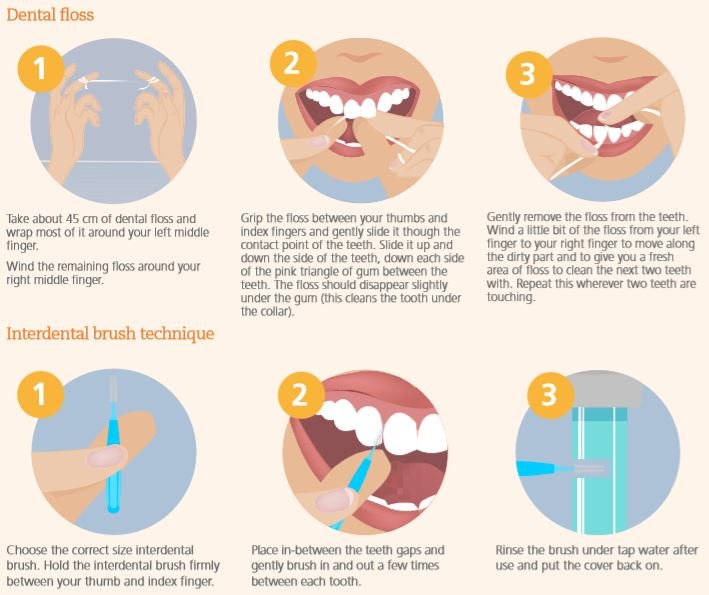 Dental floss
1
2
3
Take about 45 cm of dental floss and
wrap most of it around your left middle
finger.
Wind the remaining floss around your
right middle finger.
Grip the floss between your thumbs and
index fingers and gently slide it though the
contact point of the teeth. Slide it up and
down the side of the teeth, down each side
of the pink triangle of gum between the
teeth. The floss should disappear slightly
under the gum (this cleans the tooth under
the collar).
Gently remove the floss from the teeth.
Wind a little bit of the floss from your left
finger to your right finger to move along
the dirty part and to give you a fresh
area of floss to clean the next two teeth
with. Repeat this wherever two teeth are
touching.
Interdental brush technique
1
2
3
Choose the correct size interdental
brush. Hold the interdental brush firmly
between your thumb and index finger.
Place in-between the teeth gaps and
gently brush in and out a few times
between each tooth.
Rinse the brush under tap water after
use and put the cover back on.